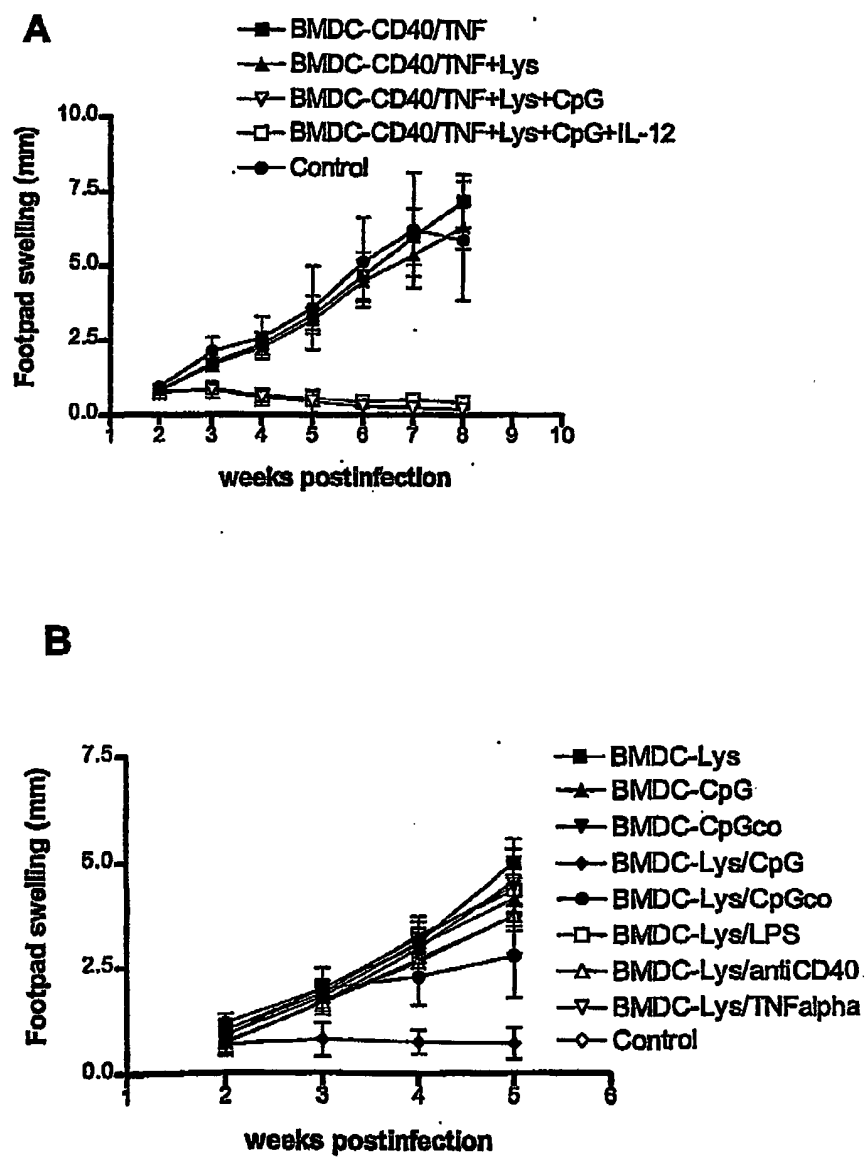 A
BMDC-CD40/TNF
BMDC-CD40/TNF+Lys
BMDC-CD40/TNF+Lys+CpG
BMDC-CD40/TNF+Lys+CpG+IL-12
Control
Footpad swelling (mm)
10.0
7.5
5.0
2.5
0.0
1 2 3 4 5 6 7 8 9 10
weeks postinfection
B
BMDC-Lys
BMDC-CpG
BMDC-CpGco
BMDC-Lys/CpG
BMDC-Lys/CpGco
BMDC-Lys/LPS
BMDC-Lys/antiCD40
BMDC-Lys/TNFalpha
Control
Footpad swelling (mm)
7.5
5.0
2.5
0.0
1 2 3 4 5 6
weeks postinfection